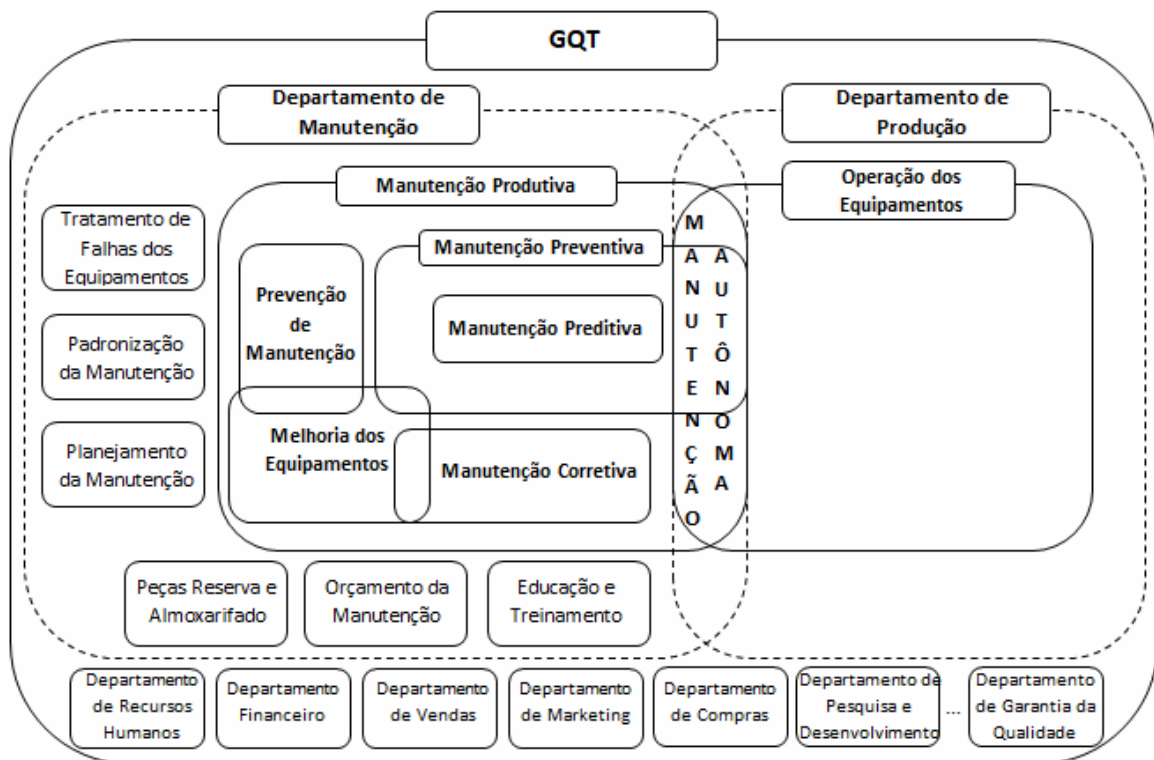 GQT
Departamento de
Manutenção
Departamento de
Produção
Manutenção Produtiva
Operação dos
Equipamentos
Tratamento de
Falhas dos
Equipamentos
Padronização
da Manutenção
Planejamento
da Manutenção
Prevenção
de
Manutenção
Manutenção Preventiva
Manutenção Preditiva
Melhoria dos
Equipamentos
Manutenção Corretiva
MANUTENÇÃO
AUTÔNOMA
Peças Reserva e
Almoxarifado
Orçamento da
Manutenção
Educação e
Treinamento
Departamento
de Recursos
Humanos
Departamento
Financeiro
Departamento
de Vendas
Departamento
de Marketing
Departamento
de Compras
Departamento de
Pesquisa e
Desenvolvimento
...
Departamento
de Garantia da
Qualidade